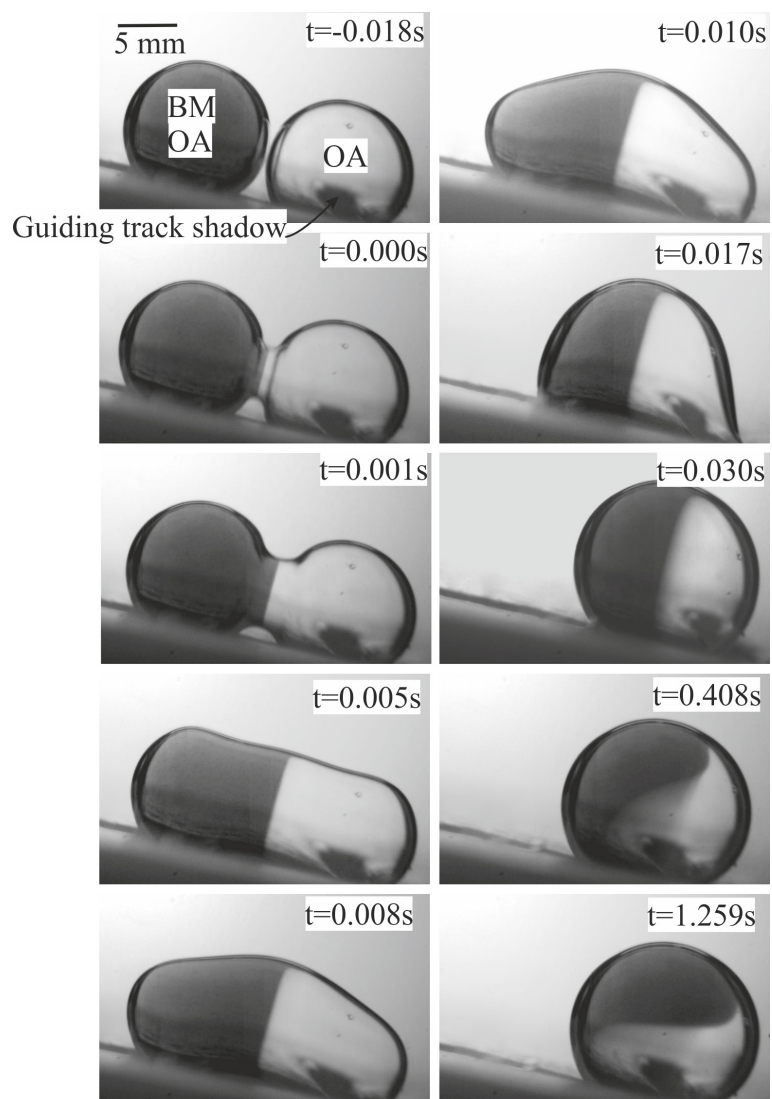 5 mm
t=-0.018s
BM
OA
OA
Guiding track shadow
t=0.000s
t=0.001s
t=0.005s
t=0.008s
t=0.010s
t=0.017s
t=0.030s
t=0.408s
t=1.259s